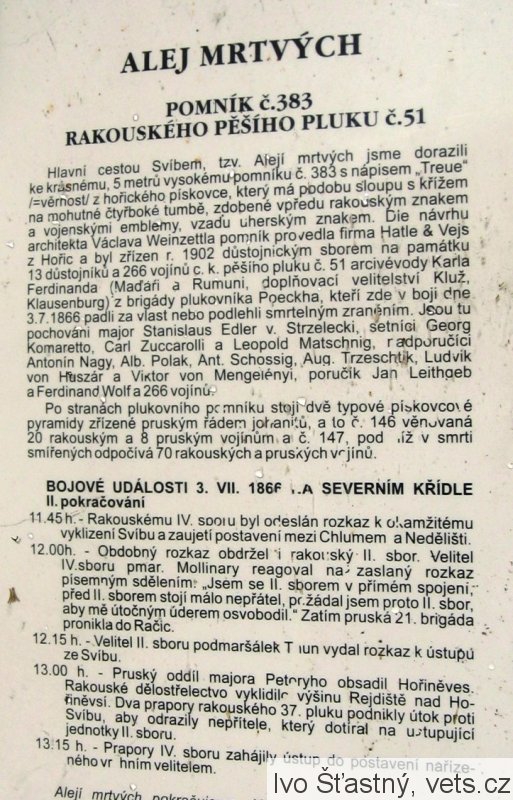 ALEJ MRTVÝCH
POMNÍK č.383
RAKOUSKÉHO PĚŠÍHO PLUKU č.51
Hlavní cestou Svíbem, tzv. Alejí mrtvých jsme dorazili
ke krásnému, 5 metrů vysokému pomníku č. 383 s nápisem „Treue"
/=věrnost/ z hořického pískovce, který má podobu sloupu s křížem
na mohutné čtyřboké tumbě, zdobené vpředu rakouským znakem
a vojenskými emblemy, vzadu uherským znakem. Dle návrhu
architekta Václava Weinzettla pomník provedla firma Hatle & Vejs
z Hořic a byl zřízen r. 1902 důstojnickým sborem na památku
13 důstojníků a 266 vojínů c. k. pěšího pluku č. 51 arcivévody Karla
Ferdinanda (Maďaři a Rumuni, doplňovací velitelství Kluž,
Klausenburg) z brigády plukovníka Poeckha, kteří zde v boji dne
3.7.1866 padli za vlast nebo podlehli smrtelným zraněním. Jsou tu
pochováni major Stanislaus Edler v. Strzelecki, setníci Georg
Komaretto, Carl Zuccarolli a Leopold Matschnig, nadporučíci
Antonín Nagy, Alb. Polak, Ant. Schossig, Aug. Trzeschtik, Ludvík
von Huszár a Viktor von Mengelényi, poručík Jan Leithgeb
a Ferdinand Wolf a 266 vojínů.
Po stranách plukovního pomníku stojí dvě typové pískovcové
pyramidy zřízené pruským řádem johanitů, a to č. 146 věnovaná
20 rakouským a 8 pruským vojínům a č. 147, pod níž v smrti
smířených odpočívá 70 rakouských a pruských vojínů.
BOJOVÉ UDÁLOSTI 3. VII. 1866 NA SEVERNÍM KŘÍDLE
II. pokračování
11.45 h. - Rakouskému IV. sboru byl odeslán rozkaz k okamžitému
vyklizení Svíbu a zaujetí postavení mezi Chlumem a Nedělišti.
12.00h. - Obdobný rozkaz obdržel i rakouský II. sbor. Velitel
IV.sboru pmar. Mollinary reagoval na zaslaný rozkaz
písemným sdělením: „Jsem se II. sborem v přímém spojení,
před II. sborem stojí málo nepřátel, požádal jsem proto II. sbor,
aby mě útočným úderem osvobodil." Zatím pruská 21. brigáda
pronikla do Račic.
12.15 h. - Velitel II. sboru podmaršálek Thun vydal rozkaz k ústupu
ze Svíbu.
13.00 h. - Pruský oddíl majora Peteryho obsadil Hořiněves.
Rakouské dělostřelectvo vyklidilo výšinu Rejdiště nad Ho-
řiněvsí. Dva prapory rakouského 37. pluku podnikly útok proti
Svíbu, aby odrazily nepřítele, který dotíral na ustupující
jednotky II. sboru.
13.15 h. - Prapory IV. sboru zahájily ústup do postavení naříze-
ného vrchním velitelem.
Alejí mrtvých
Ivo Šťastný, vets.cz